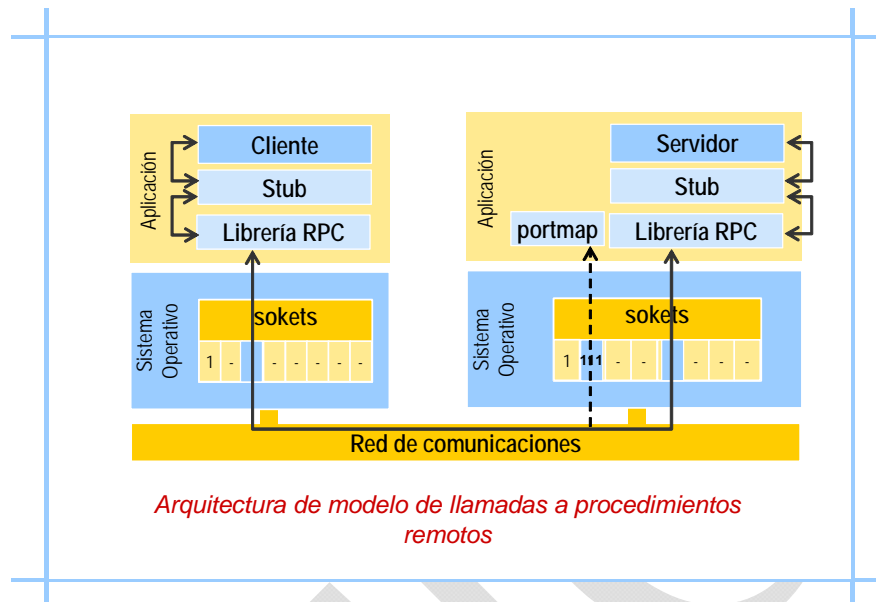 Aplicación
Cliente
Stub
Librería RPC
Aplicación
Servidor
Stub
portmap
Librería RPC
Sistema
Operativo
sokets
1 - - - - - -
Sistema
Operativo
sokets
1 111 - - - - -
Red de comunicaciones
Arquitectura de modelo de llamadas a procedimientos
remotos